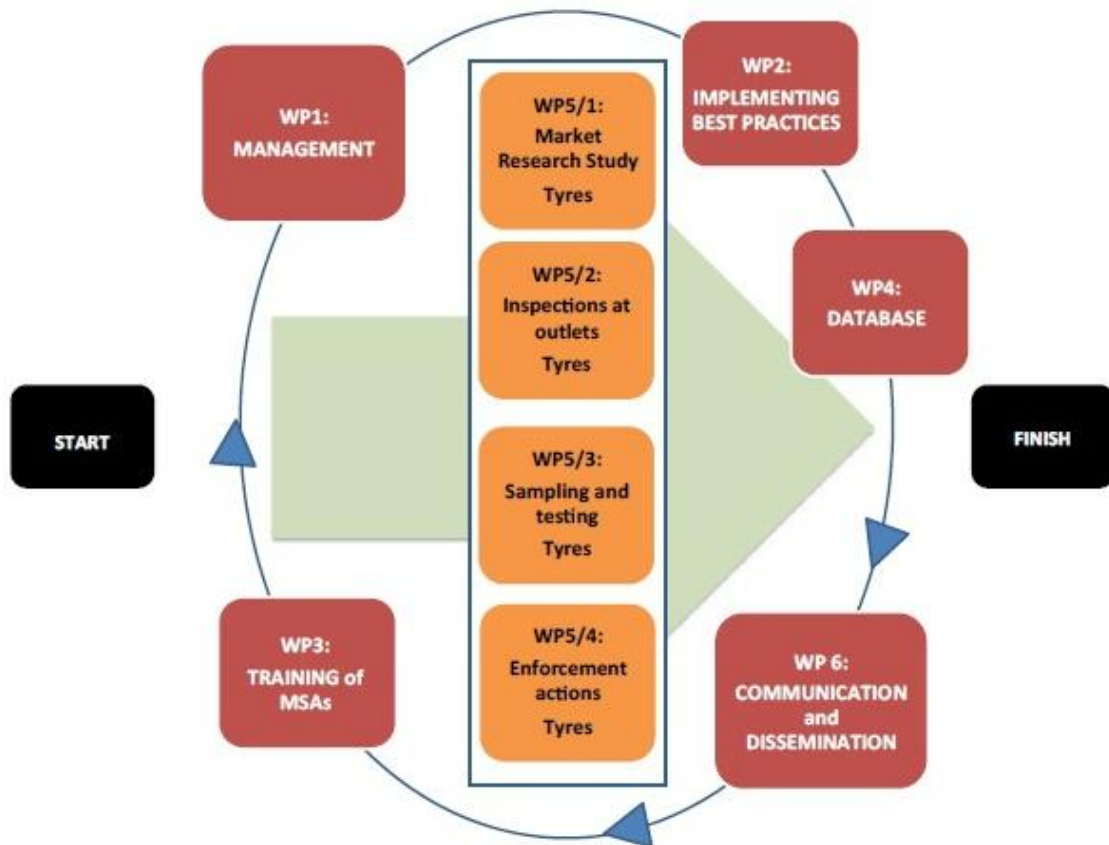 WP1:
MANAGEMENT
WP2:
IMPLEMENTING
BEST PRACTICES
WP5/1:
Market
Research Study
Tyres
WP5/2:
Inspections at
outlets
Tyres
WP4:
DATABASE
START
FINISH
WP5/3:
Sampling and
testing
Tyres
WP3:
TRAINING of
MSAs
WP5/4:
Enforcement
actions
Tyres
WP 6:
COMMUNICATION
and
DISSEMINATION